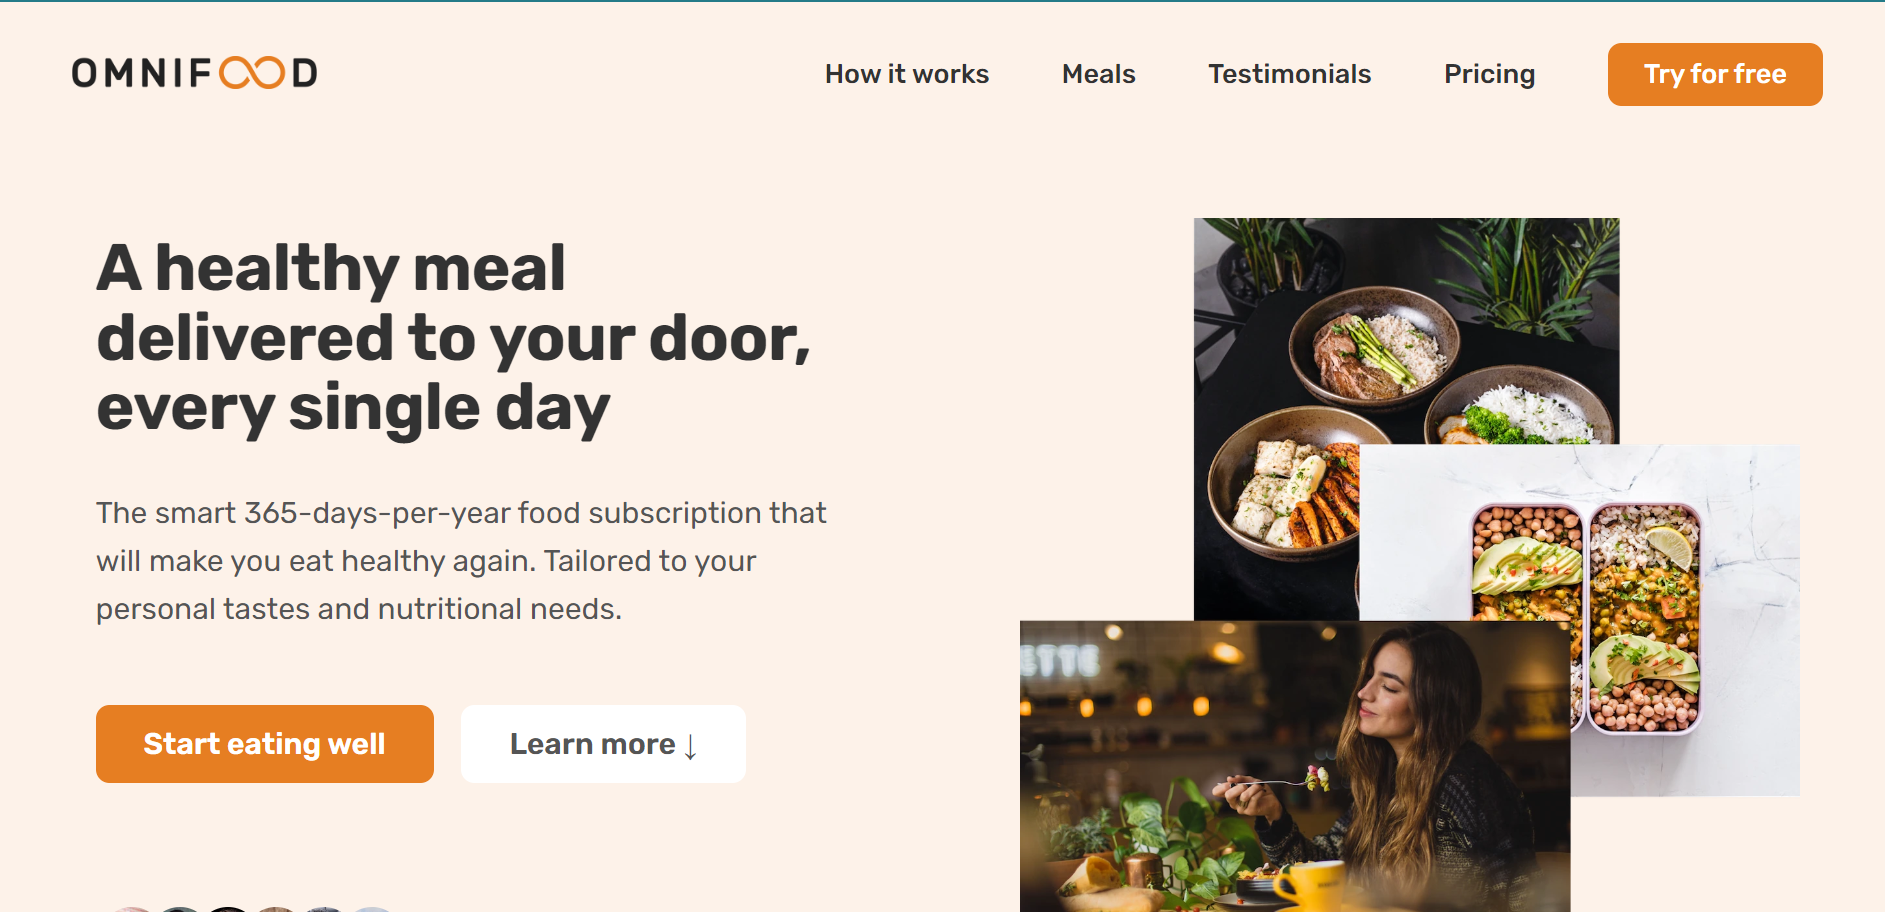 OMNIFOOD
How it works
Meals
Testimonials
Pricing
Try for free
A healthy meal
delivered to your door,
every single day
The smart 365-days-per-year food subscription that
will make you eat healthy again. Tailored to your
personal tastes and nutritional needs.
Start eating well
Learn more ↓
ETTE